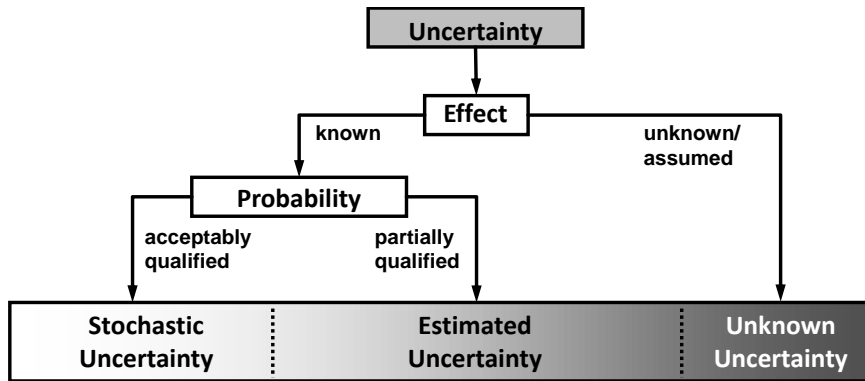 Uncertainty
Effect
known
unknown/
assumed
Probability
acceptably
qualified
partially
qualified
Stochastic
Uncertainty
Estimated
Uncertainty
Unknown
Uncertainty